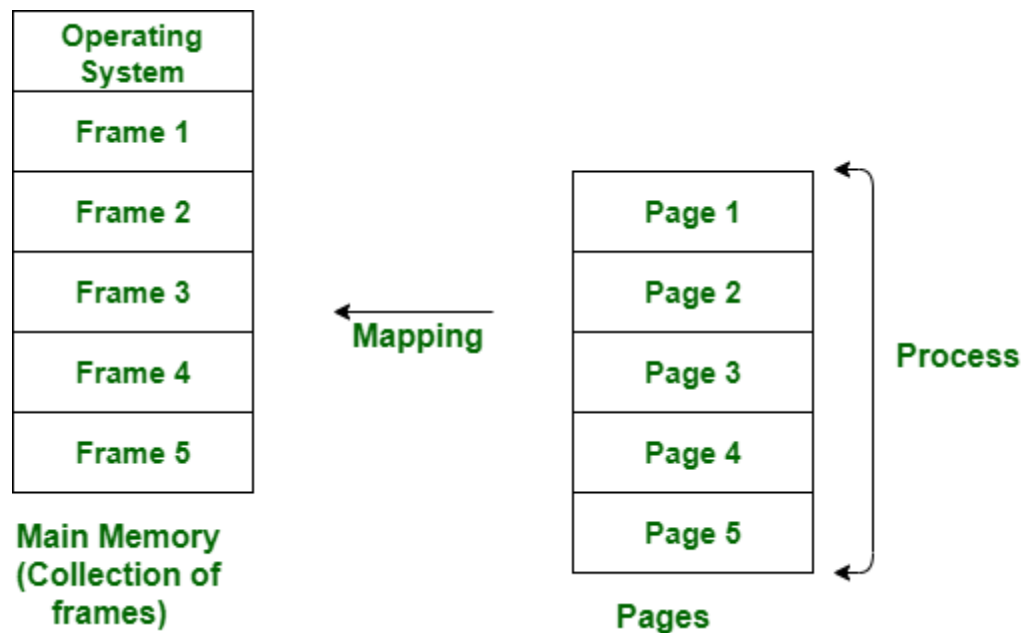 Operating
System
Frame 1
Frame 2
Frame 3
Frame 4
Frame 5
Main Memory
(Collection of
frames)
Mapping
Page 1
Page 2
Page 3
Page 4
Page 5
Pages
Process